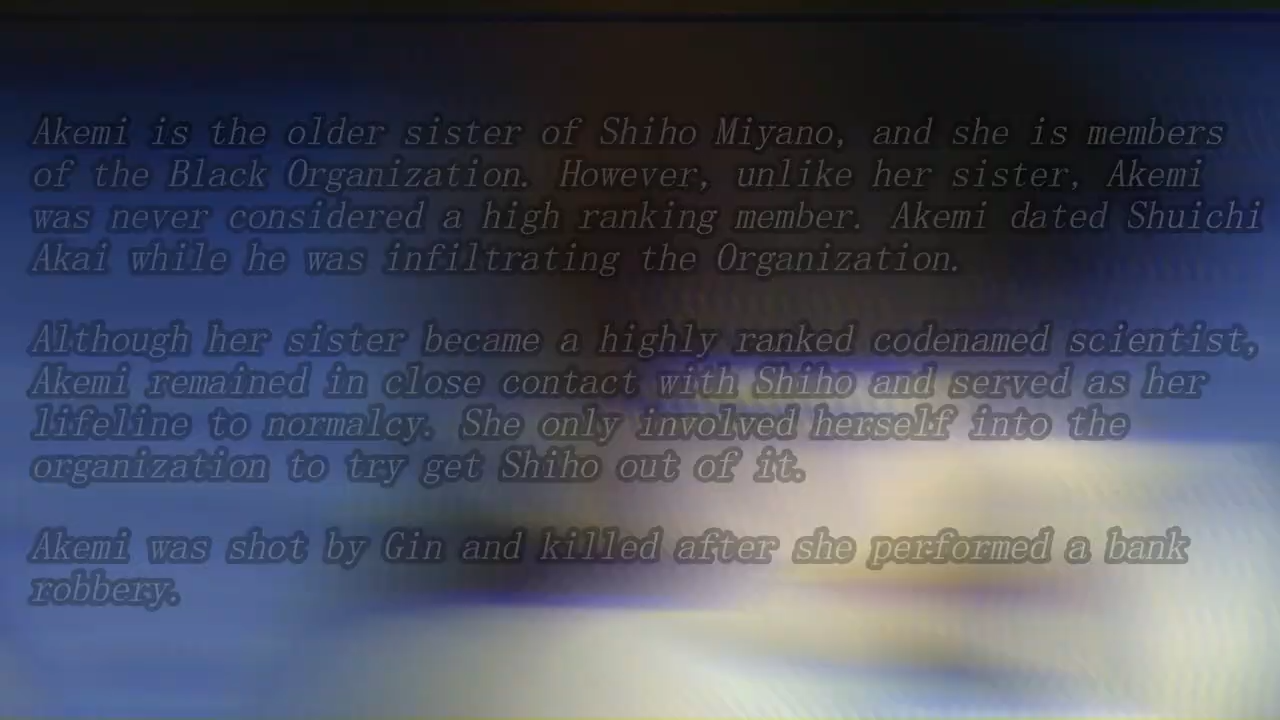 Akemi is the older sister of Shiho Miyano, and she is members
of the Black Organization. However, unlike her sister, Akemi
was never considered a high ranking member. Akemi dated Shuichi
Akai while he was infiltrating the Organization.
Although her sister became a highly ranked codenamed scientist,
Akemi remained in close contact with Shiho and served as her
lifeline to normalcy. She only involved herself into the
organization to try get Shiho out of it.
Akemi was shot by Gin and killed after she performed a bank
robbery.